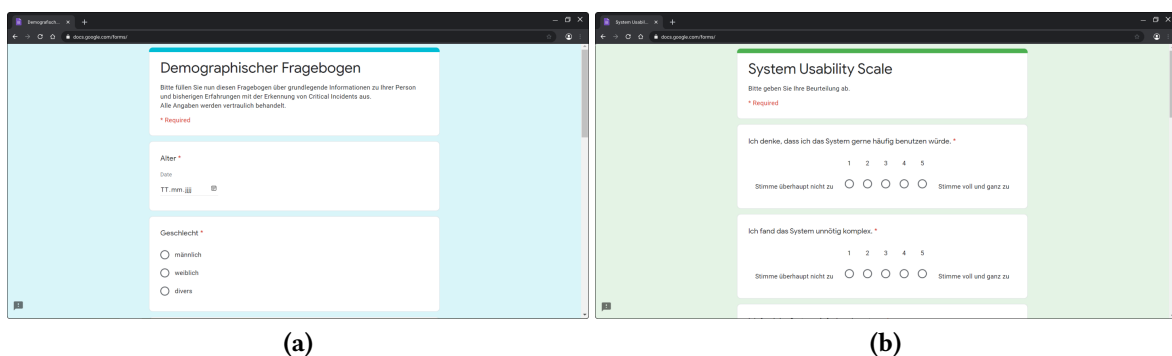 Demografisch...
docs.google.com/forms/
Demographischer Fragebogen
Bitte füllen Sie nun diesen Fragebogen über grundlegende Informationen zu Ihrer Person
und bisherigen Erfahrungen mit der Erkennung von Critical Incidents aus.
Alle Angaben werden vertraulich behandelt.
* Required
Alter *
Date
TT.mm.jjjj
Geschlecht *
männlich
weiblich
divers
(a)
System Usabil...
docs.google.com/forms/
System Usability Scale
Bitte geben Sie Ihre Beurteilung ab.
* Required
Ich denke, dass ich das System gerne häufig benutzen würde. *
1 2 3 4 5
Stimme überhaupt nicht zu Stimme voll und ganz zu
Ich fand das System unnötig komplex. *
1 2 3 4 5
Stimme überhaupt nicht zu Stimme voll und ganz zu
(b)